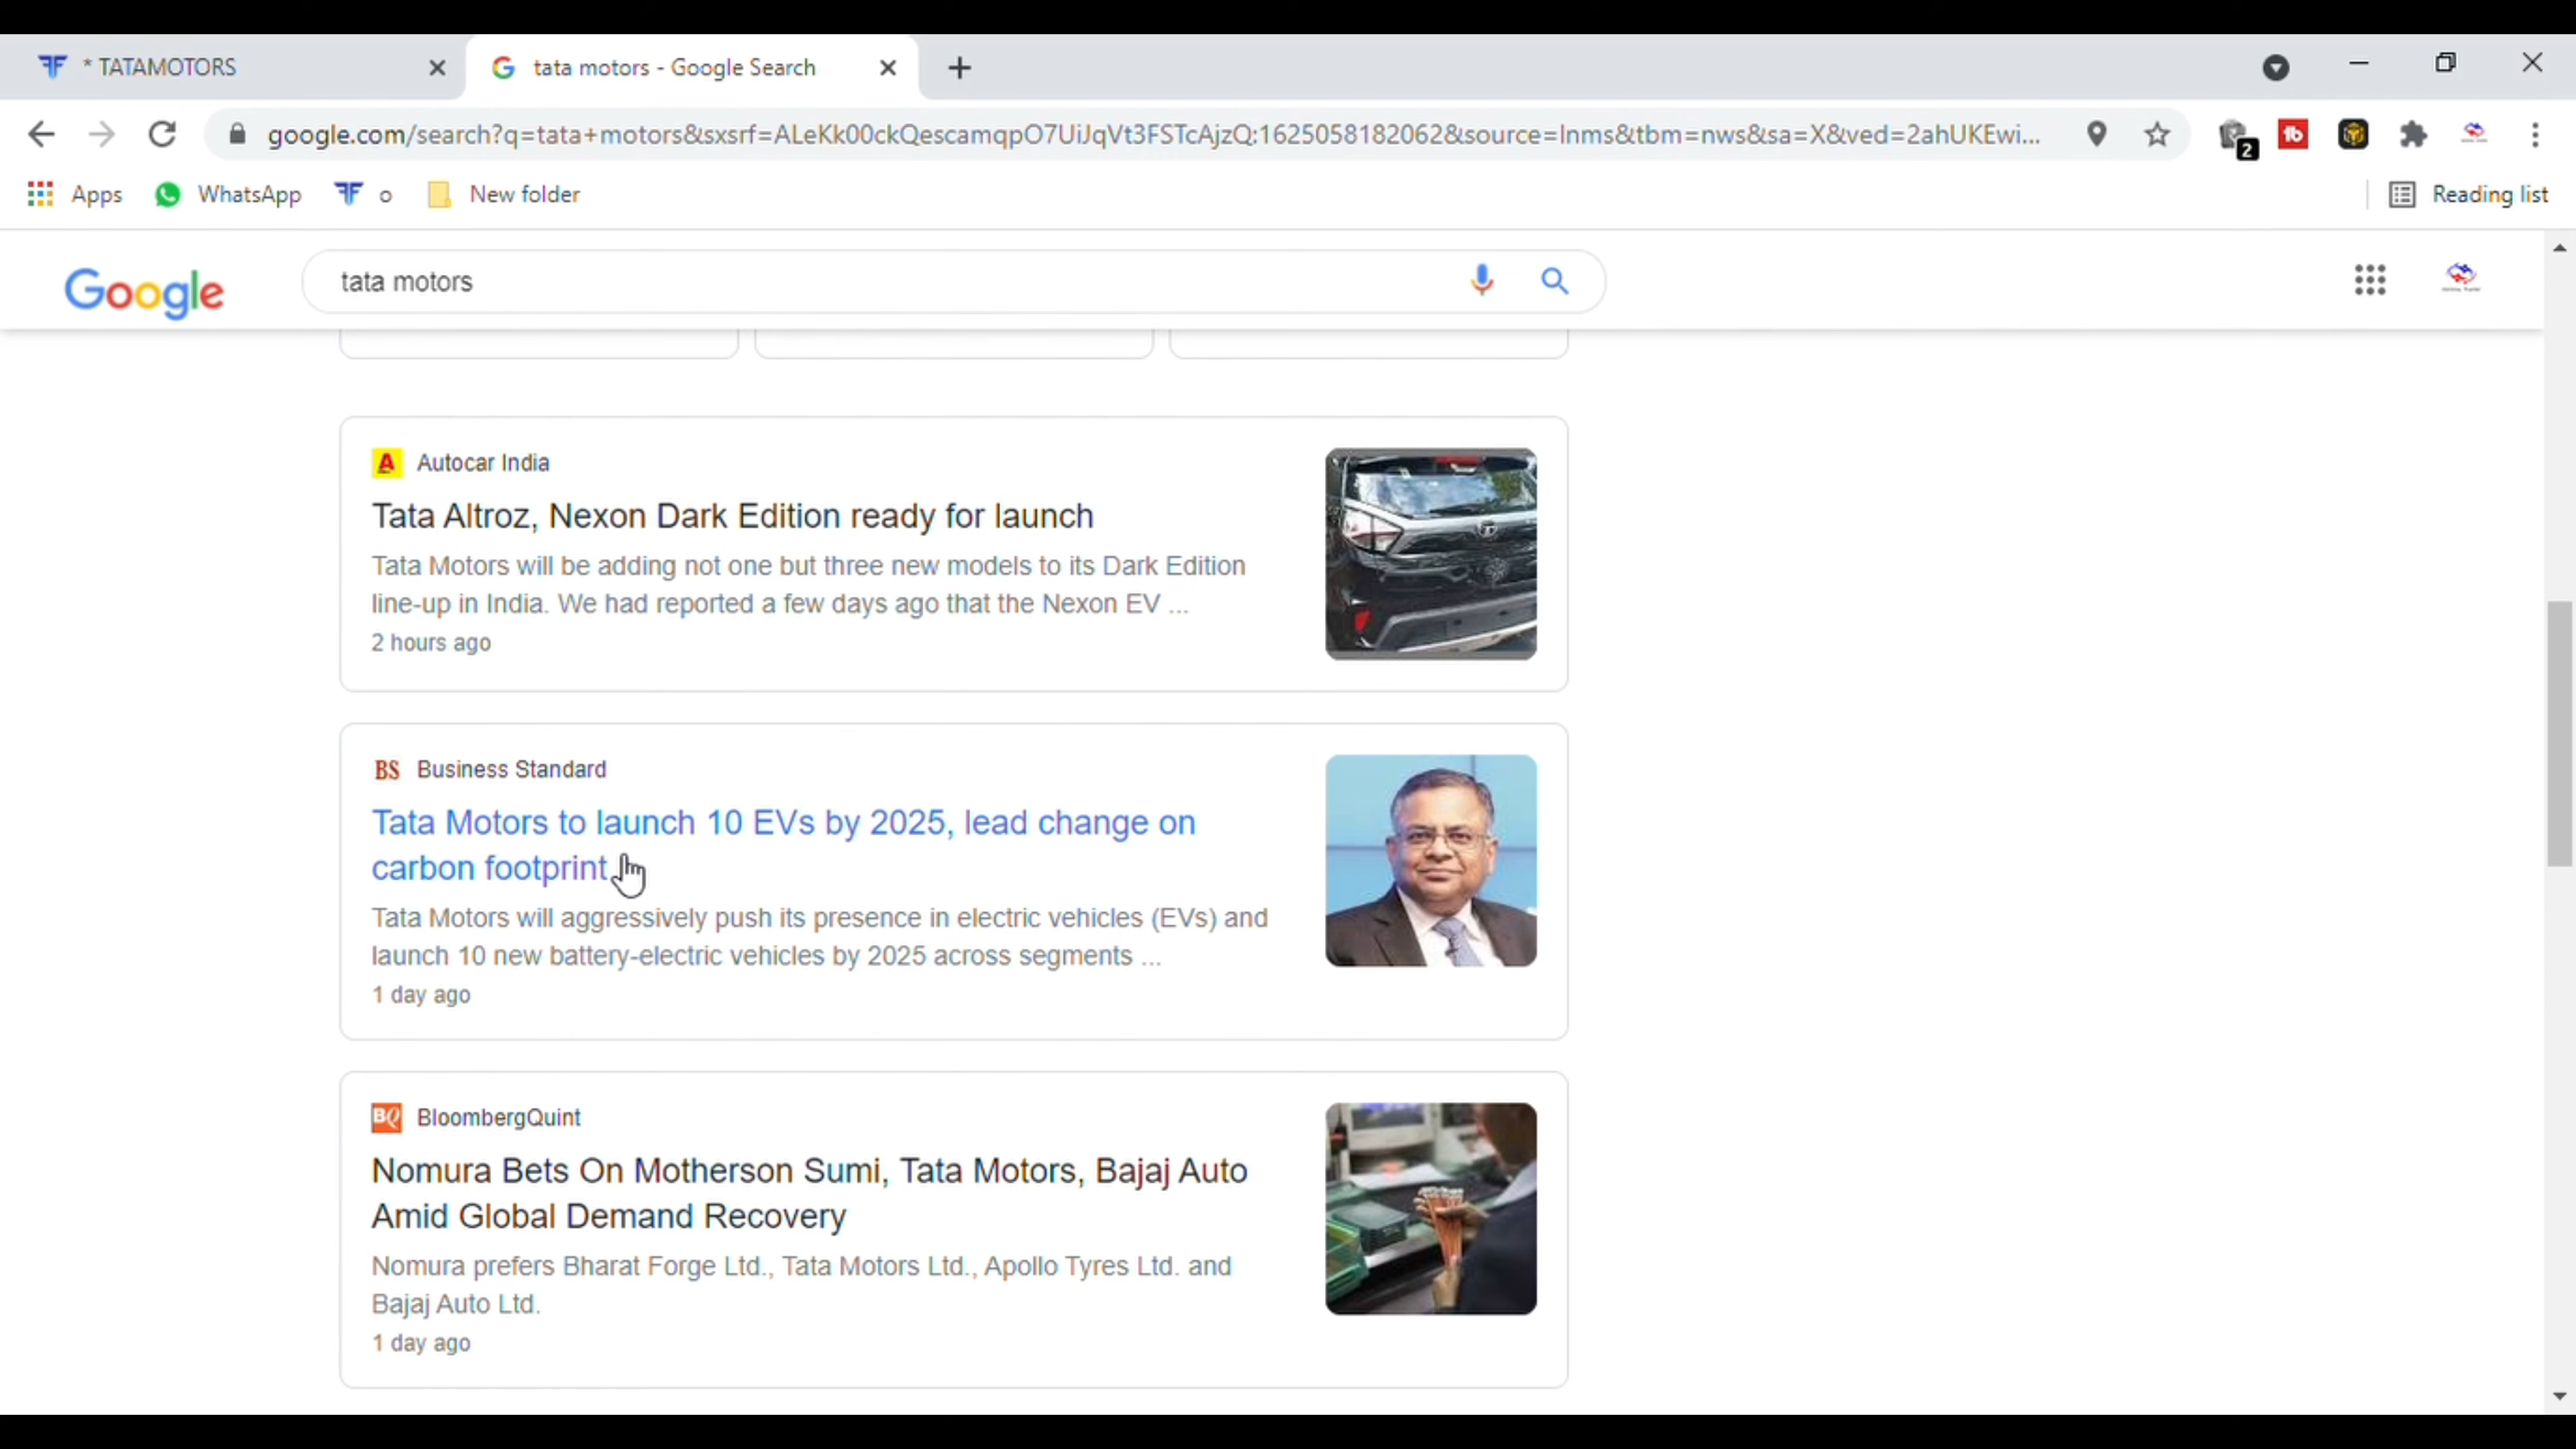 * TATAMOTORS
tata motors - Google Search
google.com/search?q=tata+motors&sxsrf=ALeKk00ckQescamqpO7UiJqVt3FSTcAjzQ:1625058182062&source=lnms&tbm=nws&sa=X&ved=2ahUKEwi...
2
Apps
WhatsApp
o
New folder
Reading list
Google
tata motors
Autocar India
Tata Altroz, Nexon Dark Edition ready for launch
Tata Motors will be adding not one but three new models to its Dark Edition
line-up in India. We had reported a few days ago that the Nexon EV ...
2 hours ago
BS Business Standard
Tata Motors to launch 10 EVs by 2025, lead change on
carbon footprint
Tata Motors will aggressively push its presence in electric vehicles (EVs) and
launch 10 new battery-electric vehicles by 2025 across segments ...
1 day ago
BQ BloombergQuint
Nomura Bets On Motherson Sumi, Tata Motors, Bajaj Auto
Amid Global Demand Recovery
Nomura prefers Bharat Forge Ltd., Tata Motors Ltd., Apollo Tyres Ltd. and
Bajaj Auto Ltd.
1 day ago